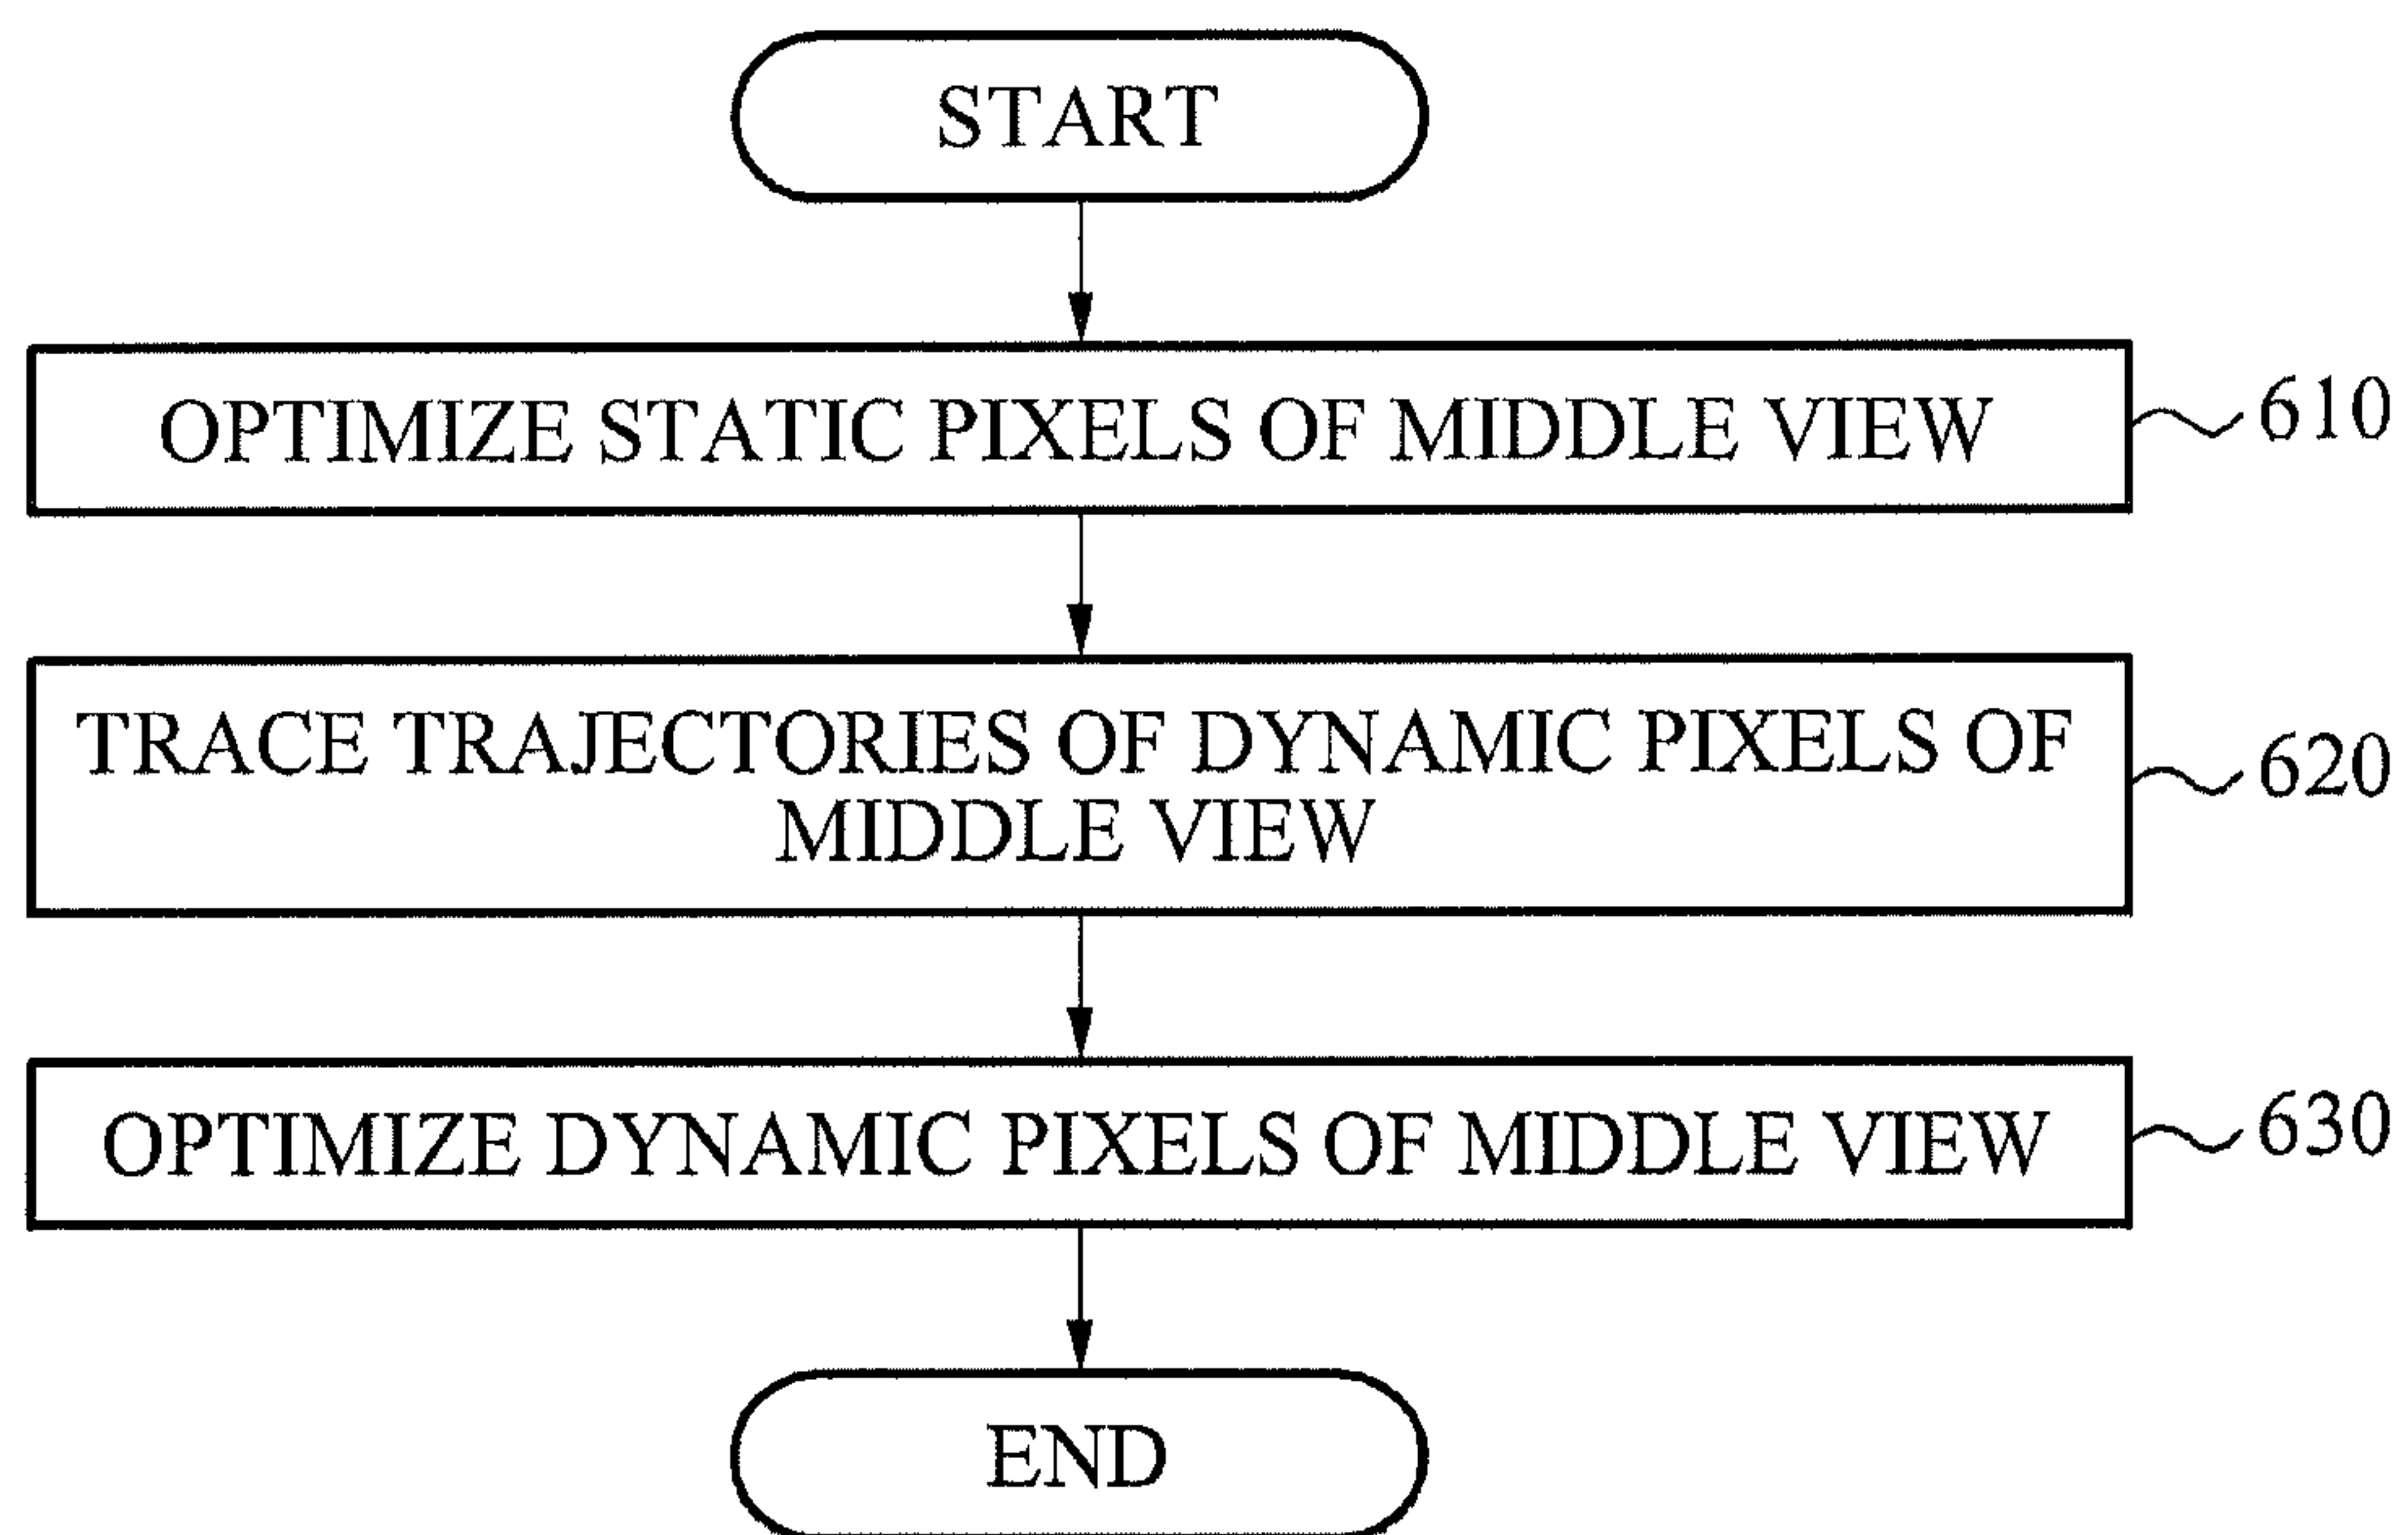 START
OPTIMIZE STATIC PIXELS OF MIDDLE VIEW
610
TRACE TRAJECTORIES OF DYNAMIC PIXELS OF
MIDDLE VIEW
620
OPTIMIZE DYNAMIC PIXELS OF MIDDLE VIEW
630
END